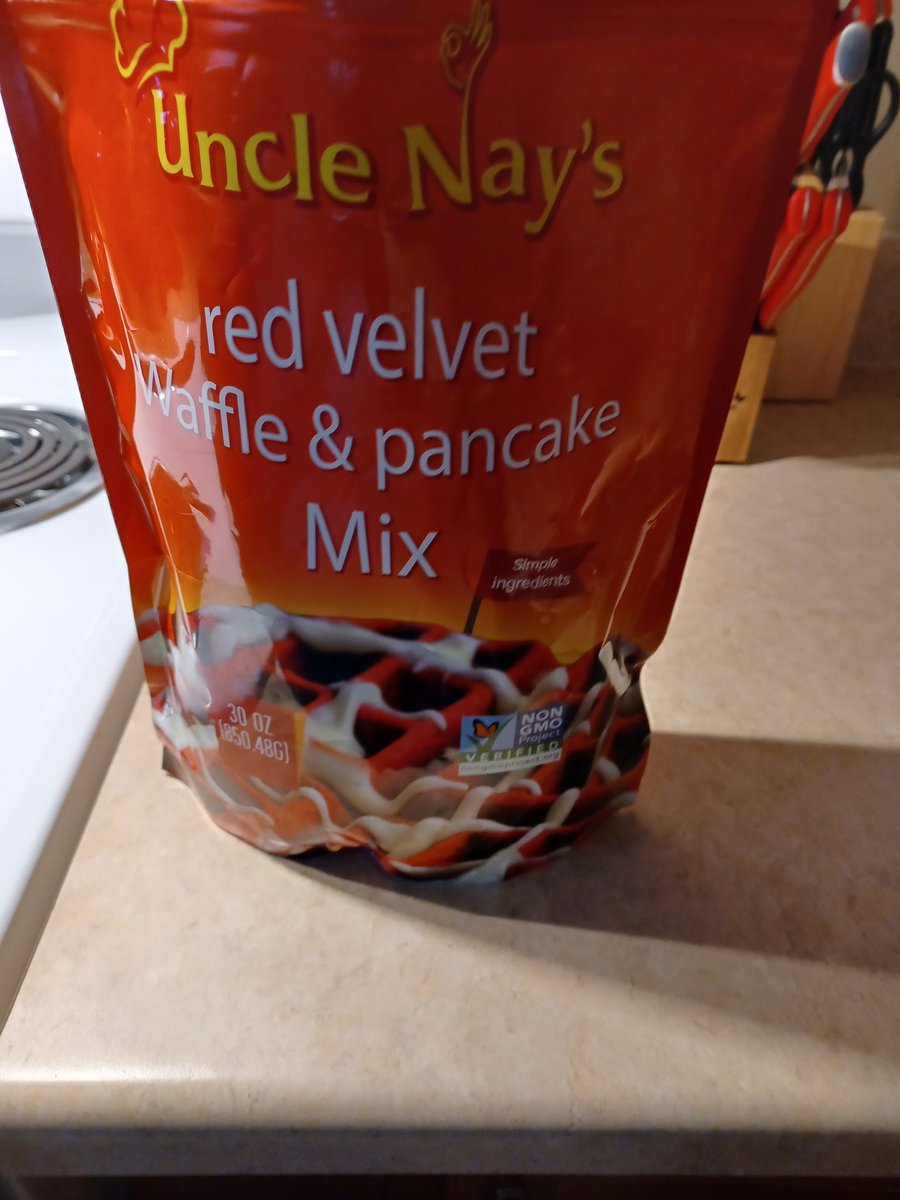 Uncle Nay's
red velvet
Waffle & pancake
Mix
Simple
ingredients
30 OZ
(850.48G)
NON
GMO
Project
VERIFIED
nongmoproject.org